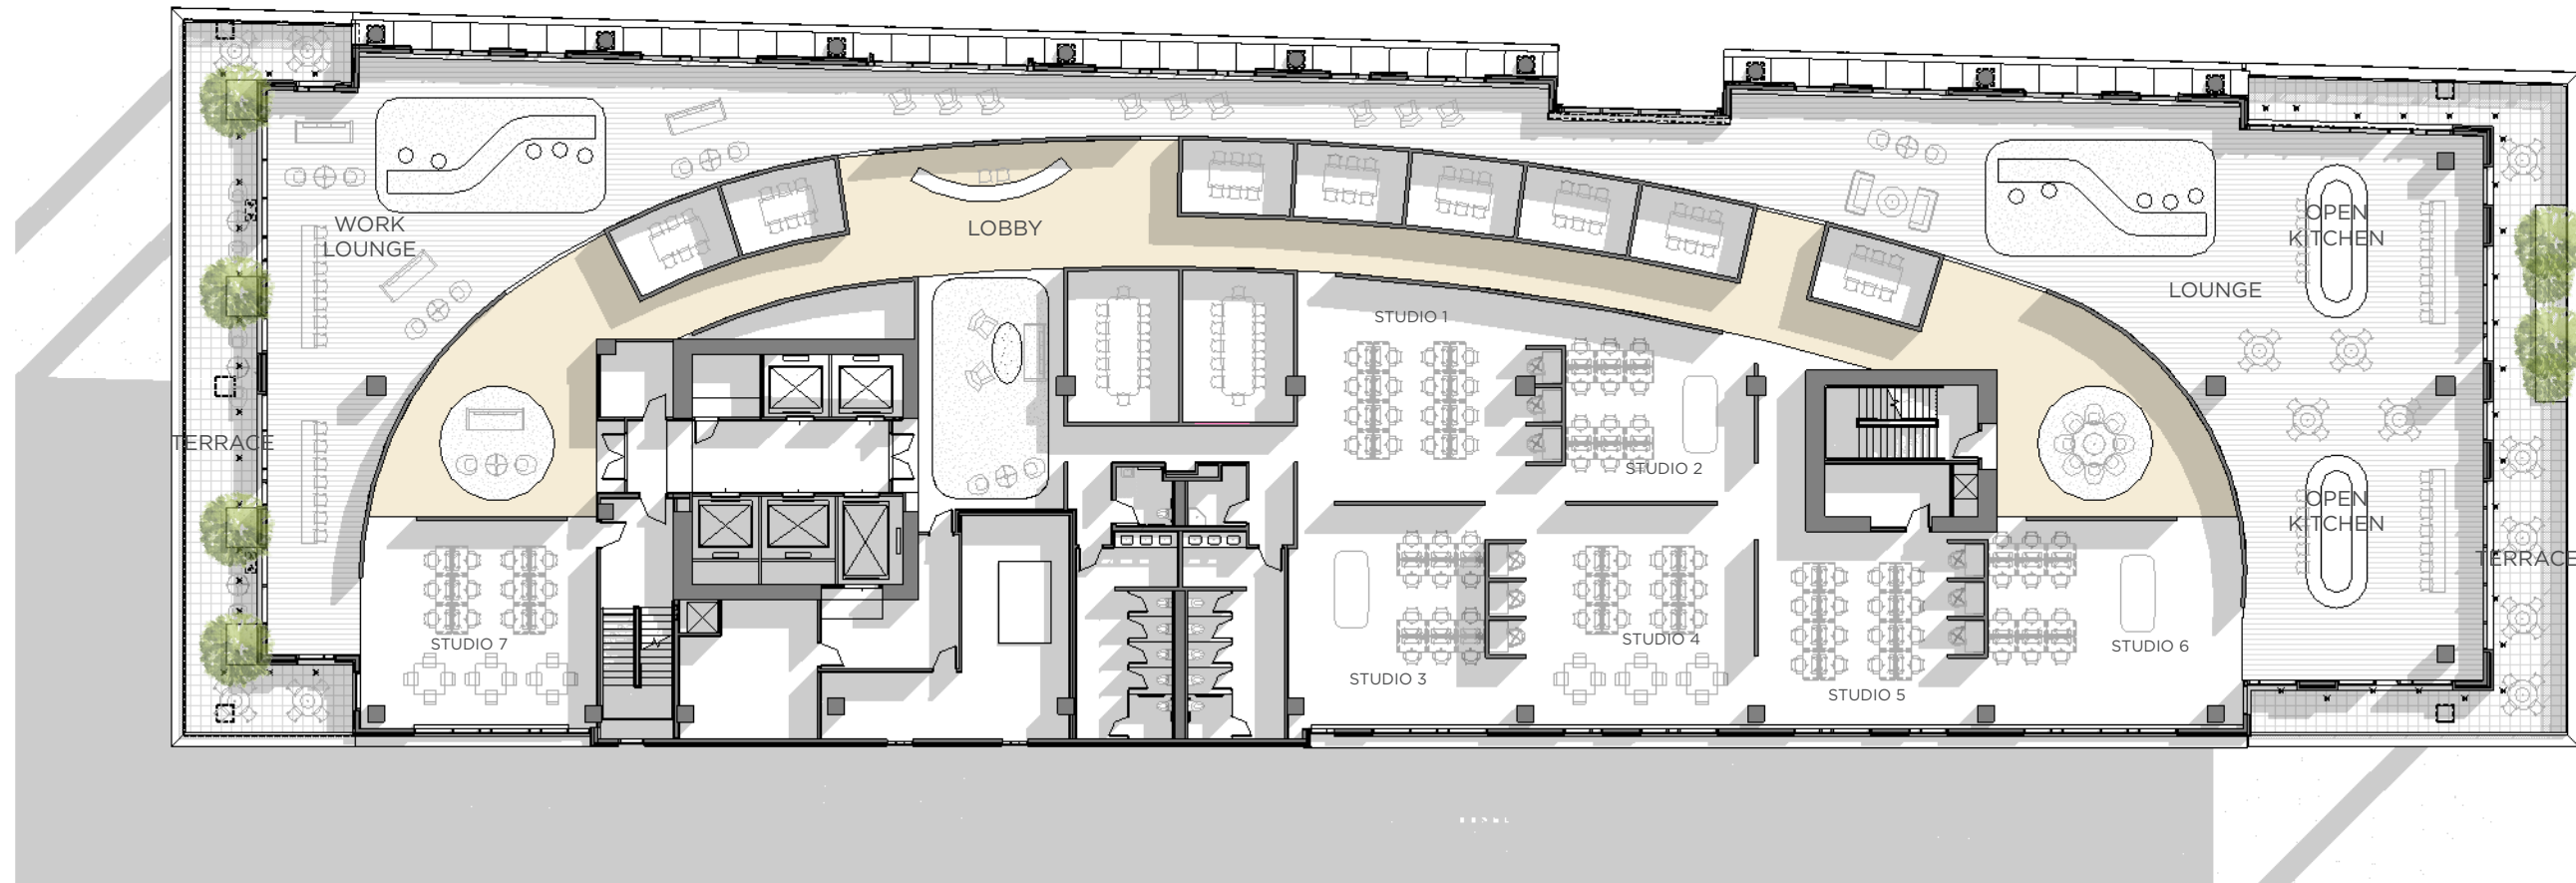 WORK
LOUNGE
LOBBY
TERRACE
STUDIO 7
STUDIO 1
STUDIO 2
STUDIO 3
STUDIO 4
STUDIO 5
STUDIO 6
LOUNGE
OPEN
KITCHEN
OPEN
KITCHEN
TERRACE